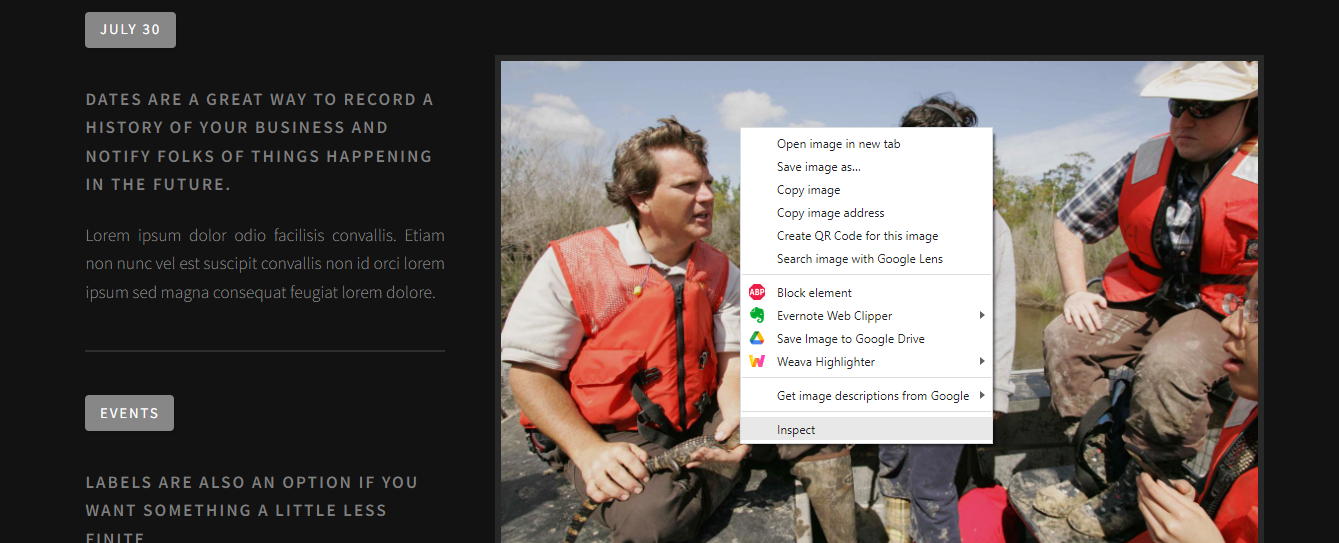 JULY 30
DATES ARE A GREAT WAY TO RECORD A
HISTORY OF YOUR BUSINESS AND
NOTIFY FOLKS OF THINGS HAPPENING
IN THE FUTURE.
Lorem ipsum dolor odio facilisis convallis. Etiam
non nunc vel est suscipit convallis non id orci lorem
ipsum sed magna consequat feugiat lorem dolore.
EVENTS
LABELS ARE ALSO AN OPTION IF YOU
WANT SOMETHING A LITTLE LESS
FINITE
Open image in new tab
Save image as...
Copy image
Copy image address
Create QR Code for this image
Search image with Google Lens
ABP Block element
Evernote Web Clipper
Save Image to Google Drive
Weava Highlighter
Get image descriptions from Google
Inspect